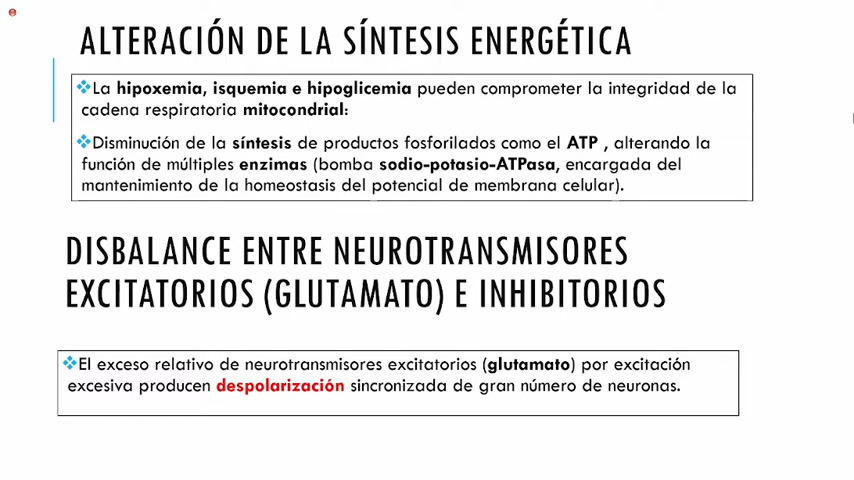 ALTERACIÓN DE LA SÍNTESIS ENERGÉTICA
La hipoxemia, isquemia e hipoglicemia pueden comprometer la integridad de la
cadena respiratoria mitocondrial:
Disminución de la síntesis de productos fosforilados como el ATP , alterando la
función de múltiples enzimas (bomba sodio-potasio-ATPasa, encargada del
mantenimiento de la homeostasis del potencial de membrana celular).
DISBALANCE ENTRE NEUROTRANSMISORES
EXCITATORIOS (GLUTAMATO) E INHIBITORIOS
El exceso relativo de neurotransmisores excitatorios (glutamato) por excitación
excesiva producen despolarización sincronizada de gran número de neuronas.